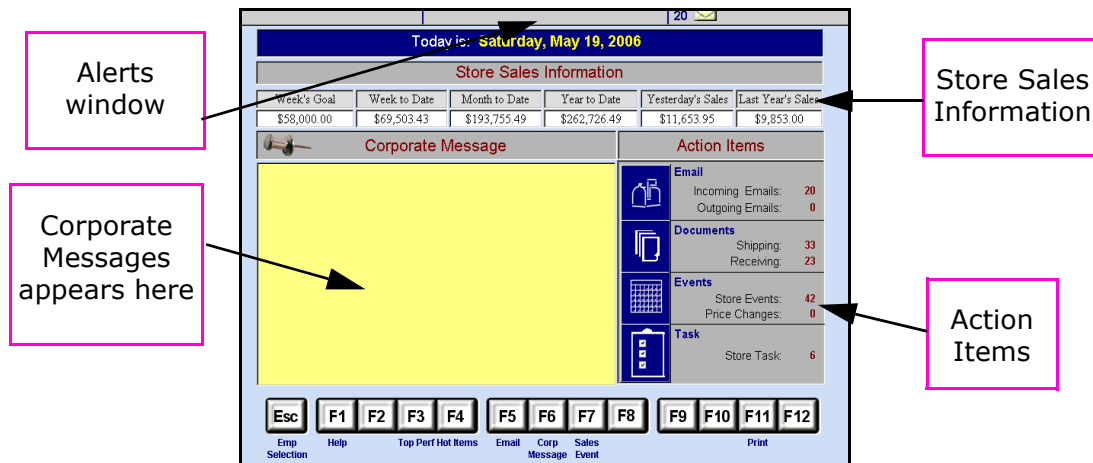 20
Today is: Saturday, May 19, 2006
Alerts
window
Store Sales Information
Store Sales
Information
Week's Goal Week to Date Month to Date Year to Date Yesterday's Sales Last Year's Sales
$58,000.00 $69,503.43 $193,755.49 $262,726.49 $11,653.95 $9,853.00
Corporate Message
Action Items
Corporate
Messages
appears here
Email
Incoming Emails: 20
Outgoing Emails: 0
Documents
Shipping: 33
Receiving: 23
Events
Store Events: 42
Price Changes: 0
Task
Store Task: 6
Action
Items
Esc F1 F2 F3 F4 F5 F6 F7 F8 F9 F10 F11 F12
Emp Help Top Perf Hot Items Email Corp Sales Print
Selection Message Event